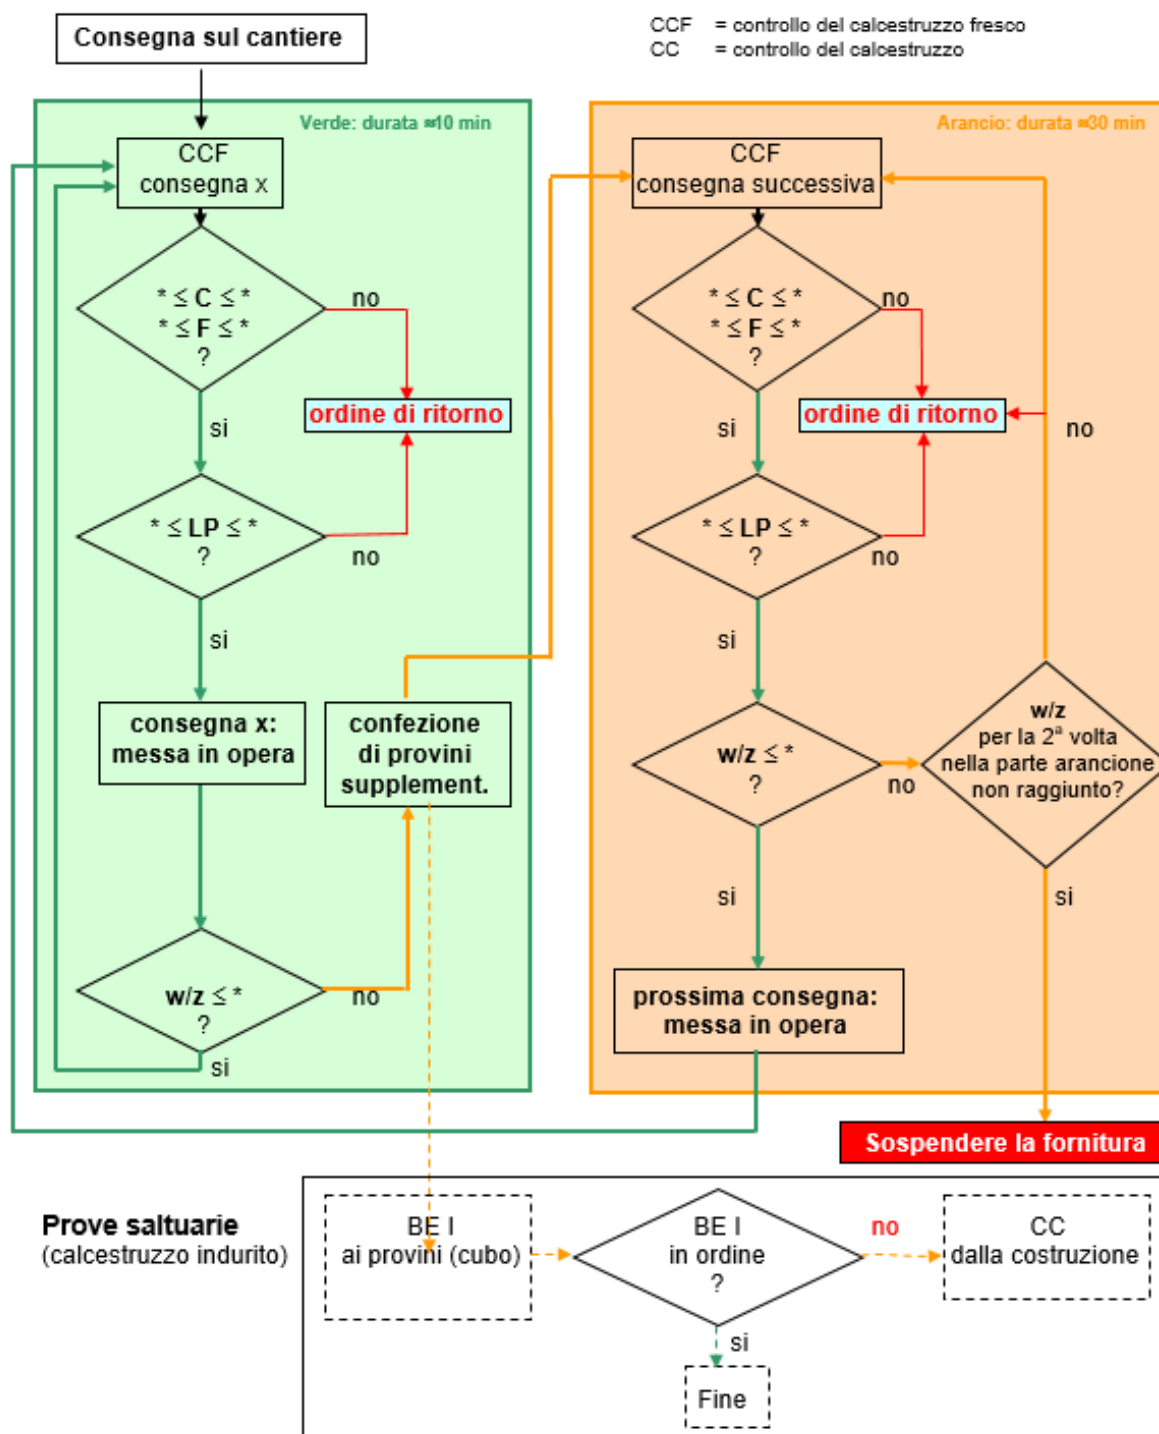 Consegna sul cantiere
CCF = controllo del calcestruzzo fresco
CC = controllo del calcestruzzo
Verde: durata ≈10 min
CCF
consegna x
* ≤ C ≤ *
* ≤ F ≤ *
?
no
si
ordine di ritorno
* ≤ LP ≤ *
?
no
si
consegna x:
messa in opera
confezione
di provini
supplement.
w/z ≤ *
?
no
si
Arancio: durata ≈30 min
CCF
consegna successiva
* ≤ C ≤ *
* ≤ F ≤ *
?
no
si
ordine di ritorno
no
* ≤ LP ≤ *
?
no
si
w/z ≤ *
?
no
w/z
per la 2ª volta
nella parte arancione
non raggiunto?
si
si
prossima consegna:
messa in opera
Sospendere la fornitura
Prove saltuarie
(calcestruzzo indurito)
BE I
ai provini (cubo)
BE I
in ordine
?
no
CC
dalla costruzione
si
Fine